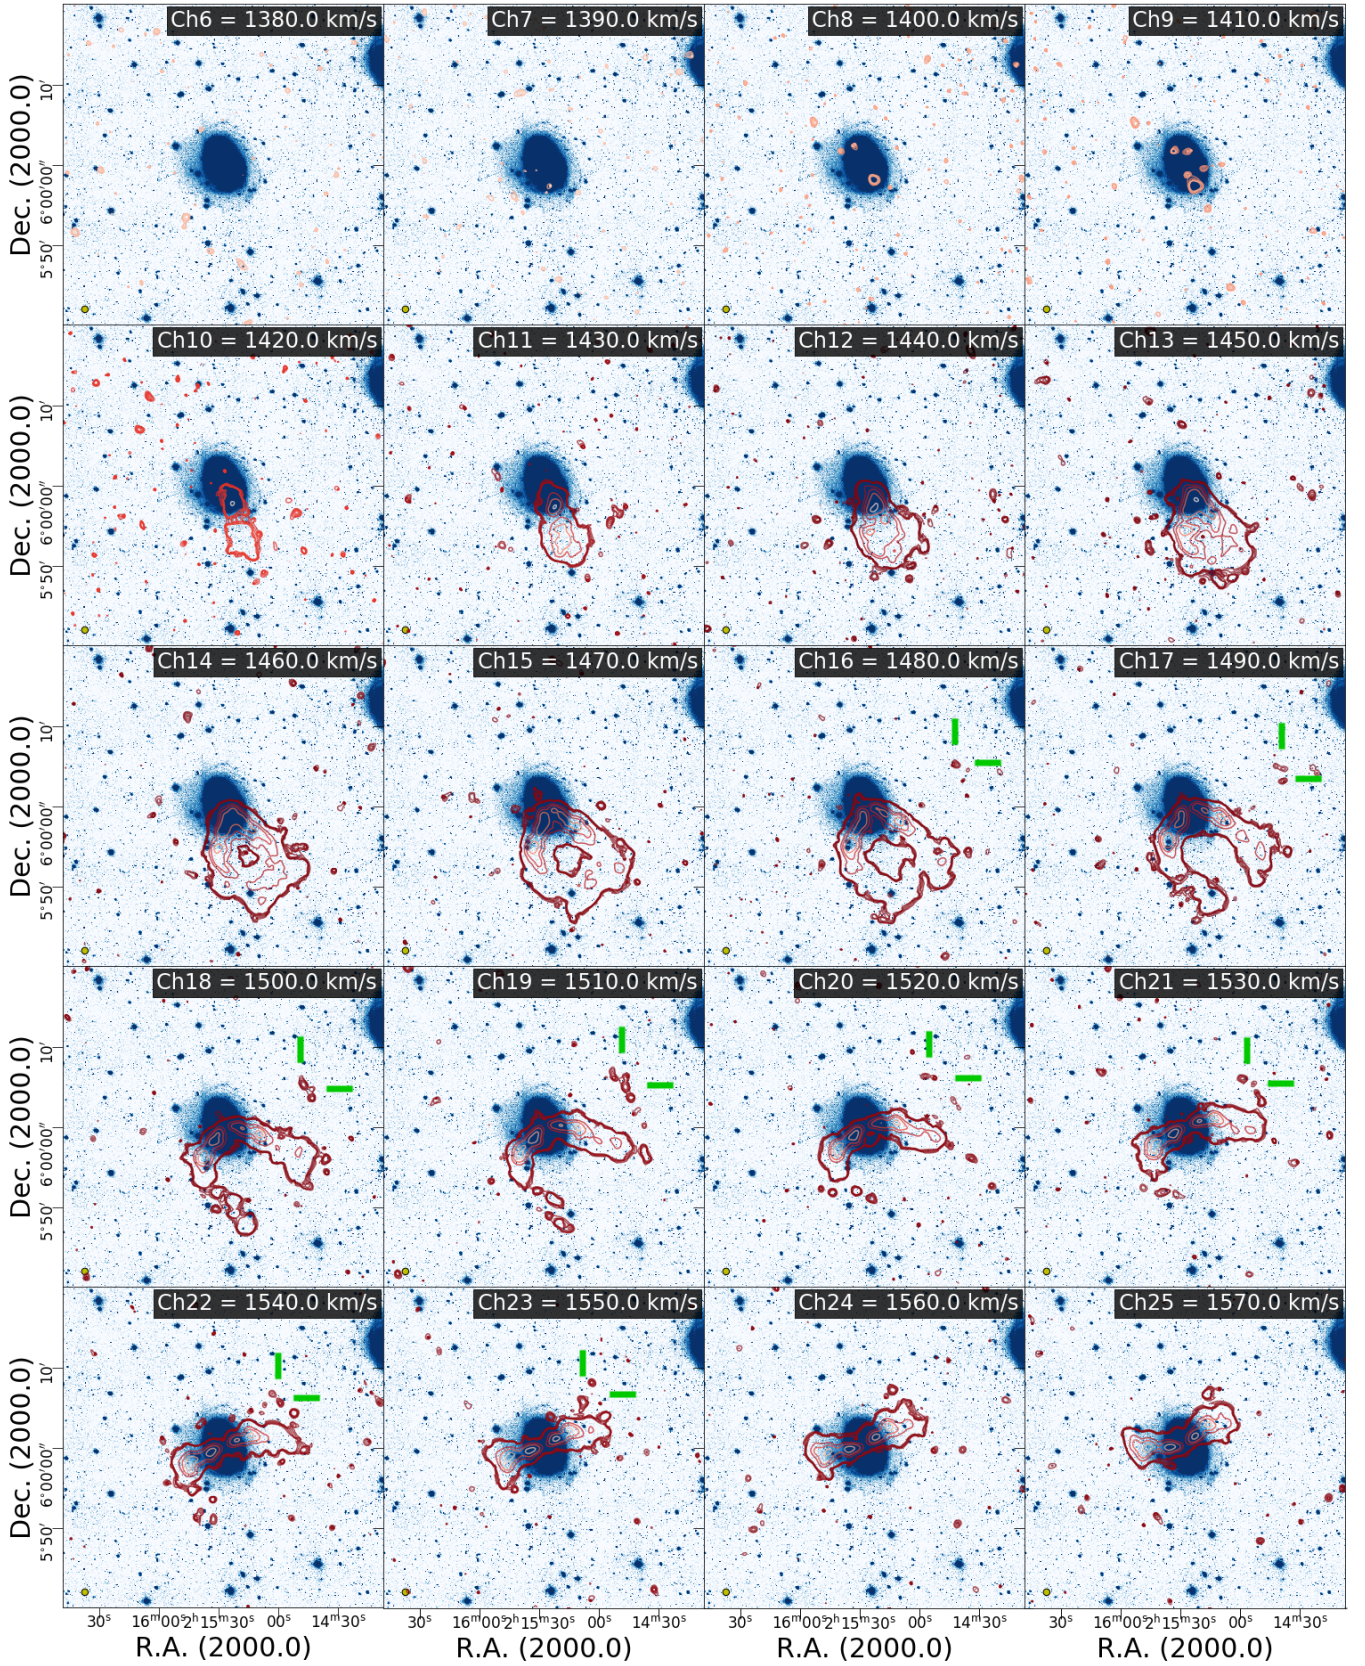 Ch6 = 1380.0 km/s
Ch7 = 1390.0 km/s
Ch8 = 1400.0 km/s
Ch9 = 1410.0 km/s
Dec. (2000.0)
10′
6°00′00″
5°50′
Ch10 = 1420.0 km/s
Ch11 = 1430.0 km/s
Ch12 = 1440.0 km/s
Ch13 = 1450.0 km/s
Dec. (2000.0)
10′
6°00′00″
5°50′
Ch14 = 1460.0 km/s
Ch15 = 1470.0 km/s
Ch16 = 1480.0 km/s
Ch17 = 1490.0 km/s
Dec. (2000.0)
10′
6°00′00″
5°50′
Ch18 = 1500.0 km/s
Ch19 = 1510.0 km/s
Ch20 = 1520.0 km/s
Ch21 = 1530.0 km/s
Dec. (2000.0)
10′
6°00′00″
5°50′
Ch22 = 1540.0 km/s
Ch23 = 1550.0 km/s
Ch24 = 1560.0 km/s
Ch25 = 1570.0 km/s
Dec. (2000.0)
10′
6°00′00″
5°50′
30ˢ 16ᵐ00ˢ 2ʰ15ᵐ30ˢ 00ˢ 14ᵐ30ˢ
30ˢ 16ᵐ00ˢ 2ʰ15ᵐ30ˢ 00ˢ 14ᵐ30ˢ
30ˢ 16ᵐ00ˢ 2ʰ15ᵐ30ˢ 00ˢ 14ᵐ30ˢ
30ˢ 16ᵐ00ˢ 2ʰ15ᵐ30ˢ 00ˢ 14ᵐ30ˢ
R.A. (2000.0)
R.A. (2000.0)
R.A. (2000.0)
R.A. (2000.0)